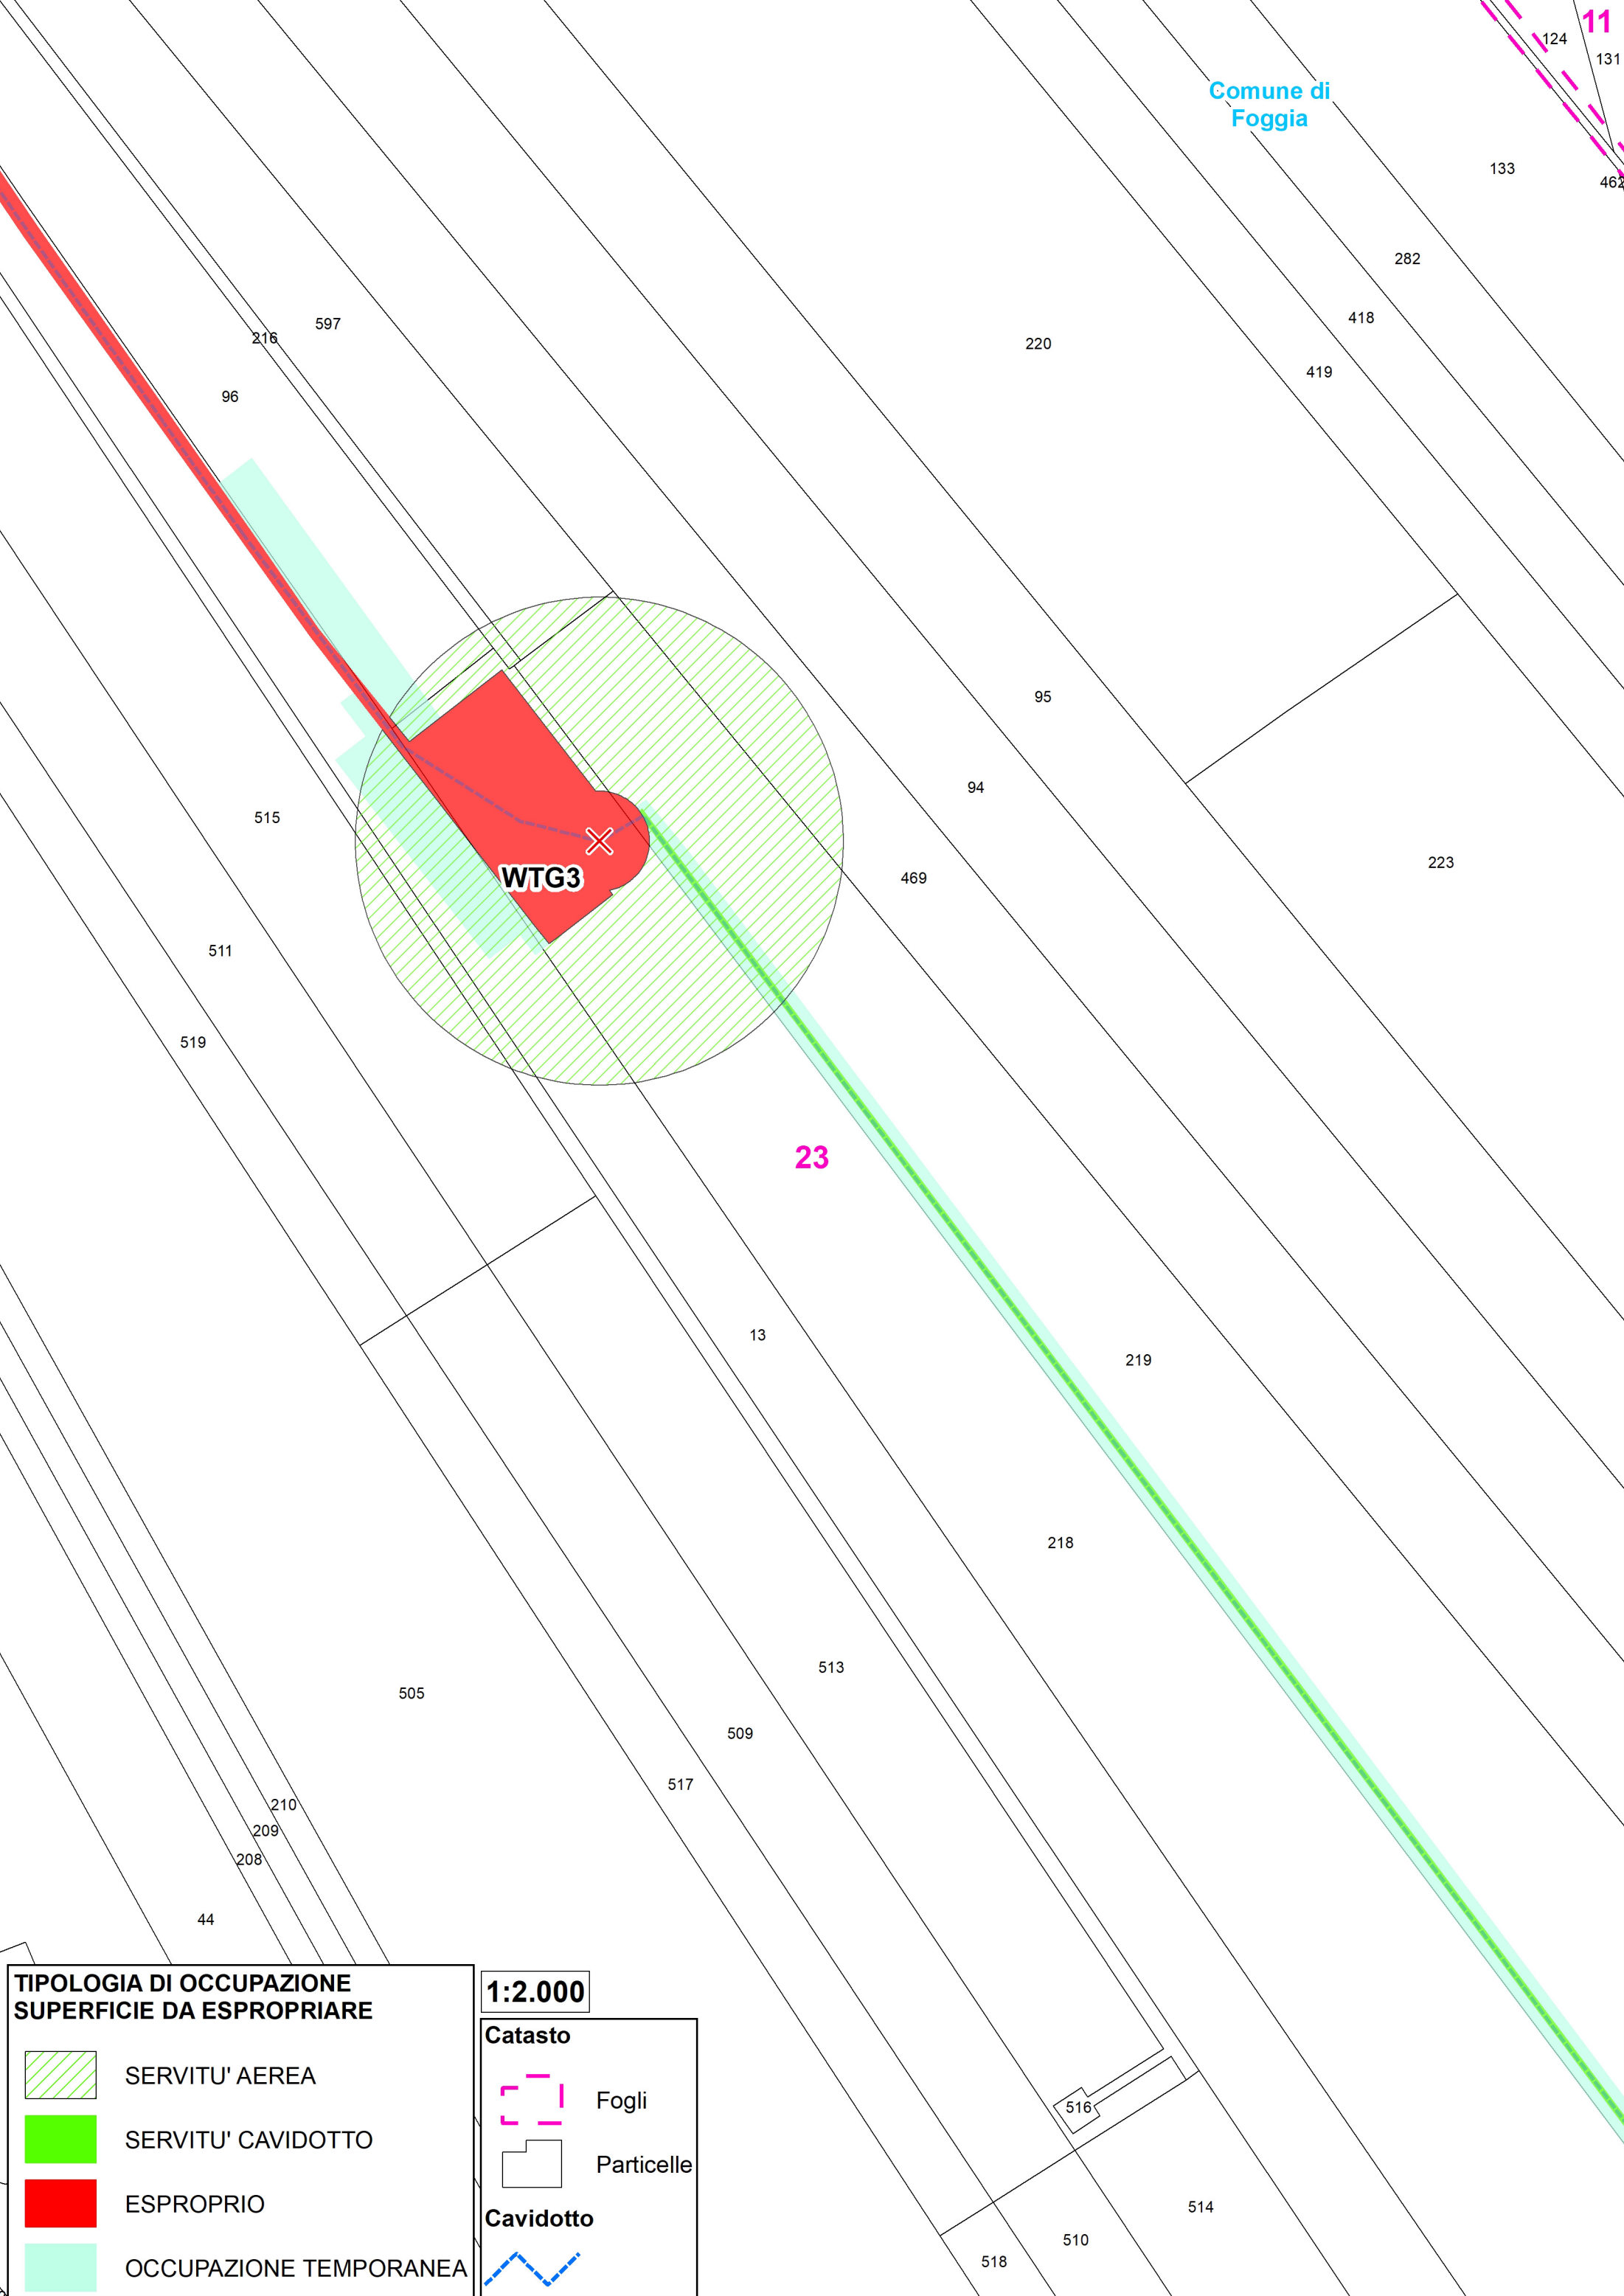 11
124
131
Comune di
Foggia
133
462
282
418
220
419
597
216
96
95
94
515
223
469
WTG3
511
519
23
13
219
218
513
505
509
517
210
209
208
44
516
514
510
518
TIPOLOGIA DI OCCUPAZIONE
SUPERFICIE DA ESPROPRIARE
SERVITU' AEREA
SERVITU' CAVIDOTTO
ESPROPRIO
OCCUPAZIONE TEMPORANEA
1:2.000
Catasto
Fogli
Particelle
Cavidotto